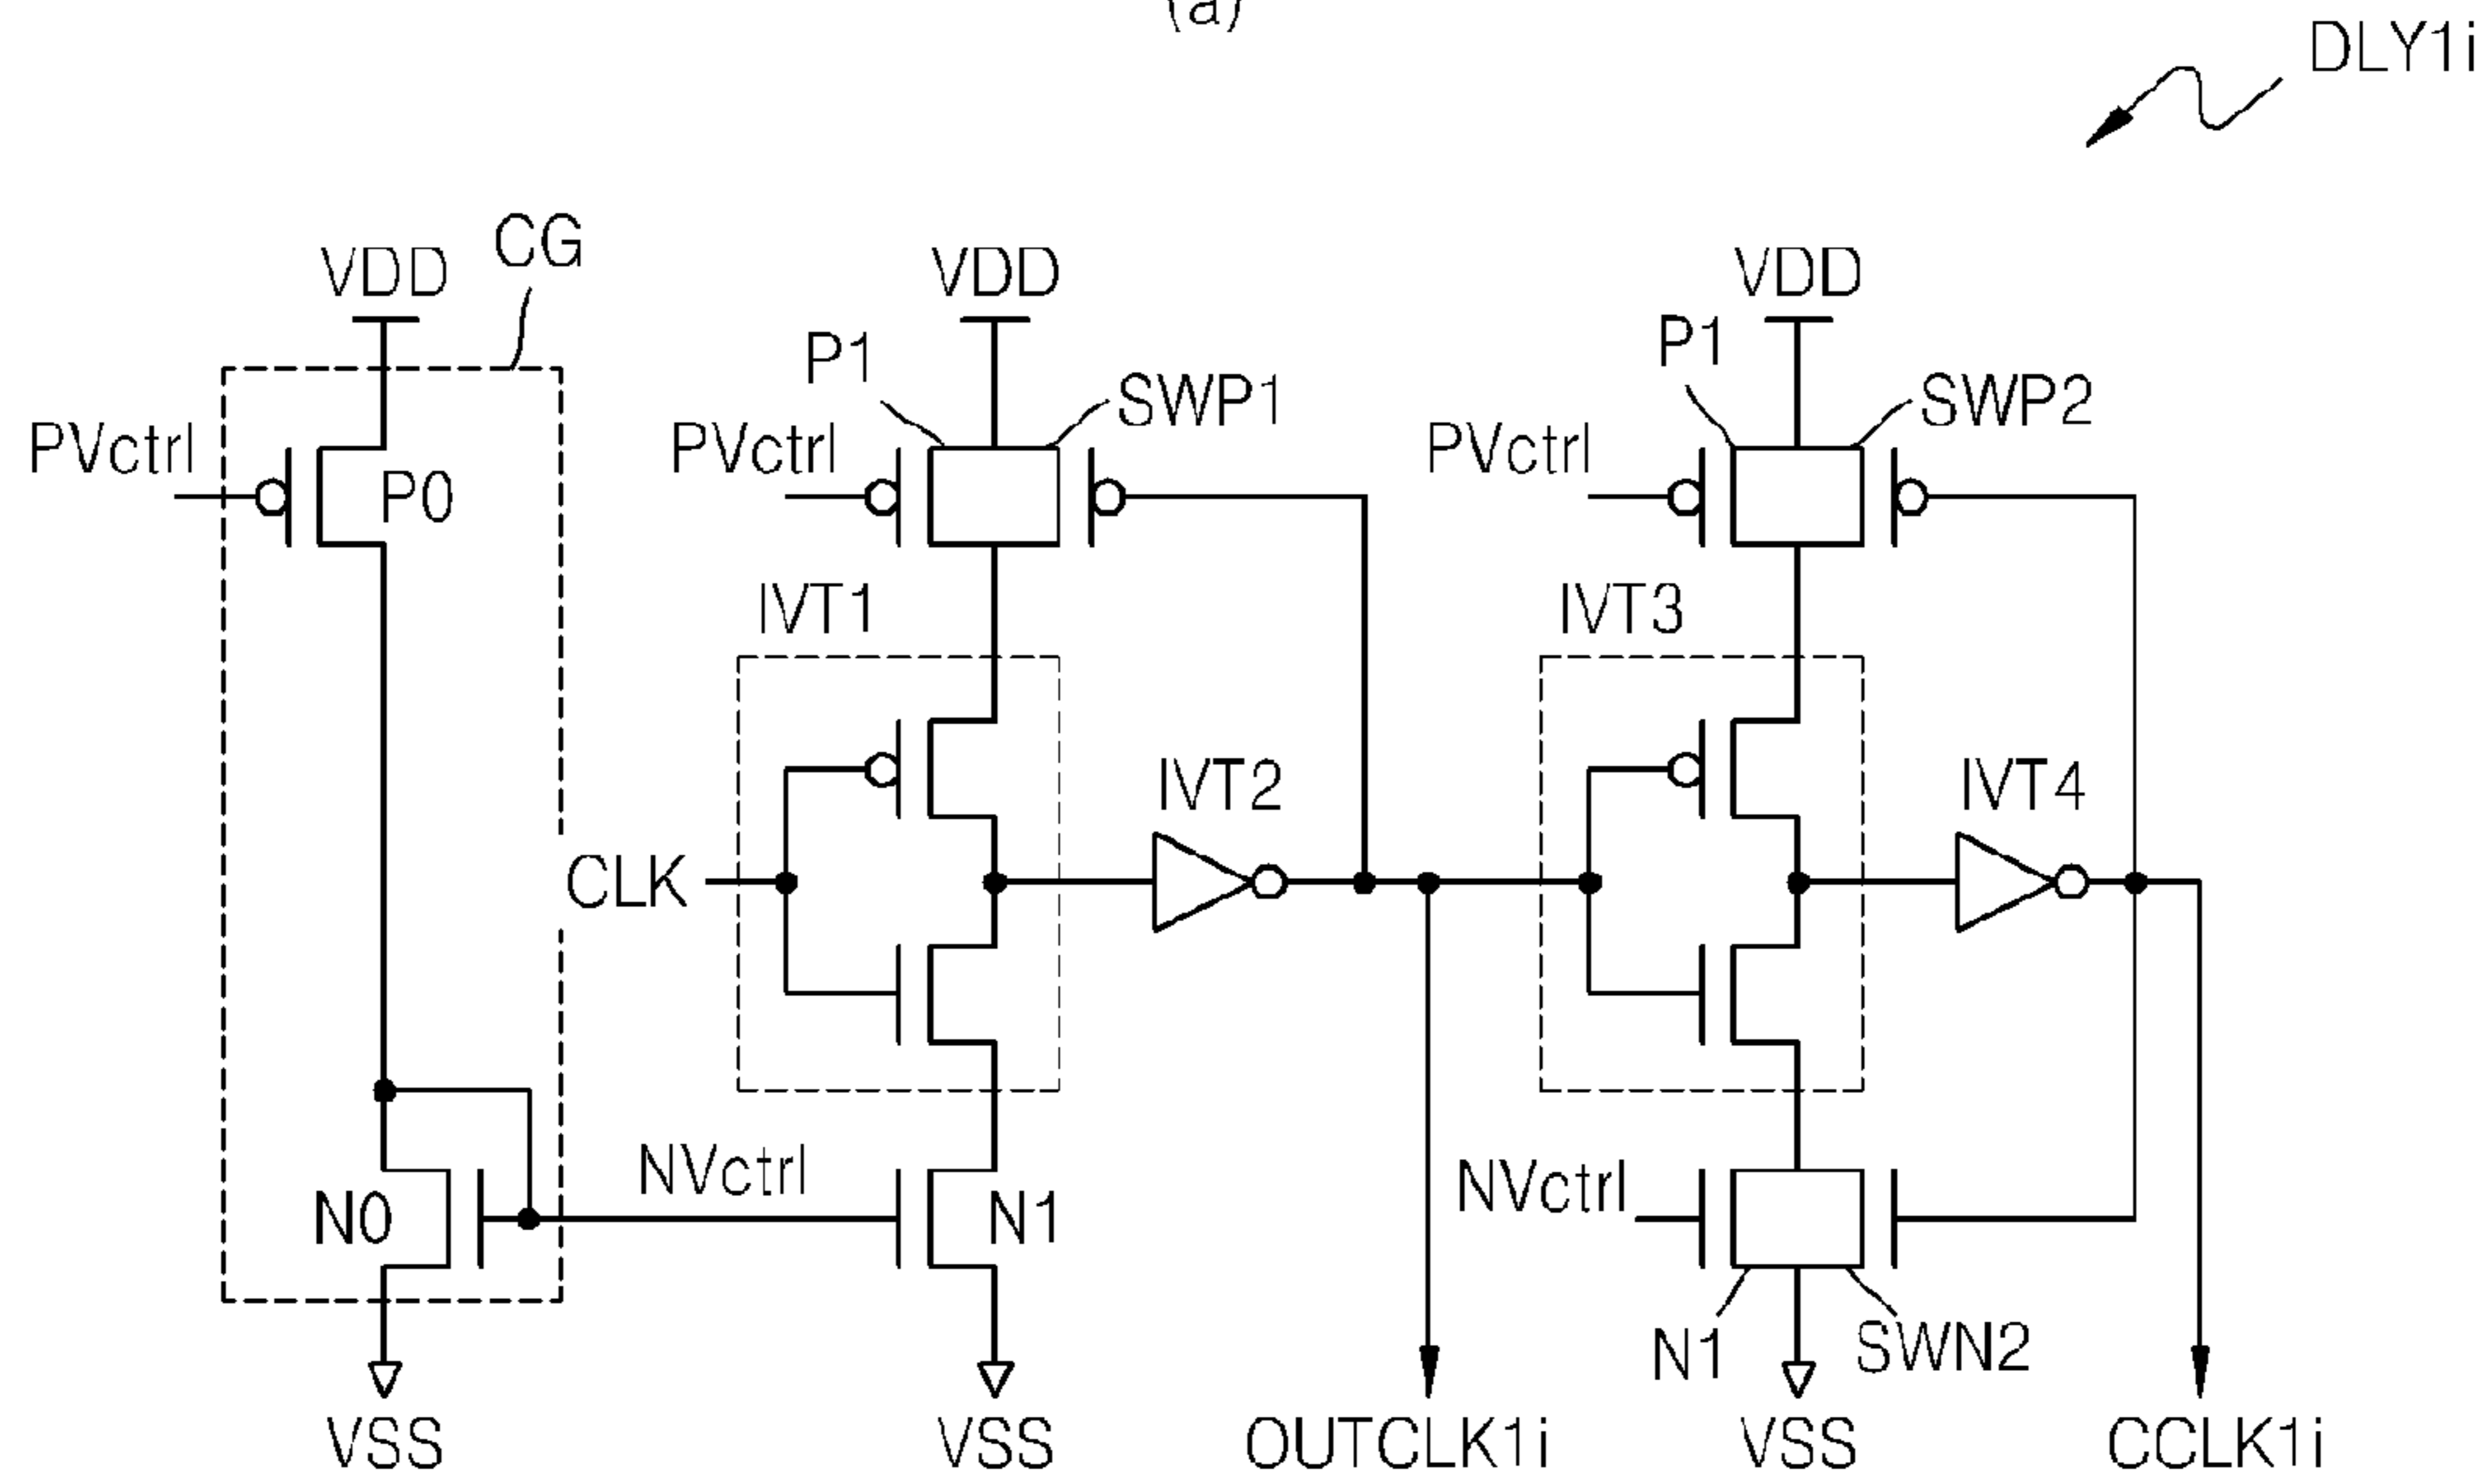 (a)
DLY1i
CG
VDD
VDD
VDD
P1
P1
SWP1
SWP2
PVctrl
PVctrl
PVctrl
P0
IVT1
IVT3
IVT2
IVT4
CLK
NVctrl
NVctrl
N0
N1
N1
SWN2
VSS
VSS
OUTCLK1i
VSS
CCLK1i